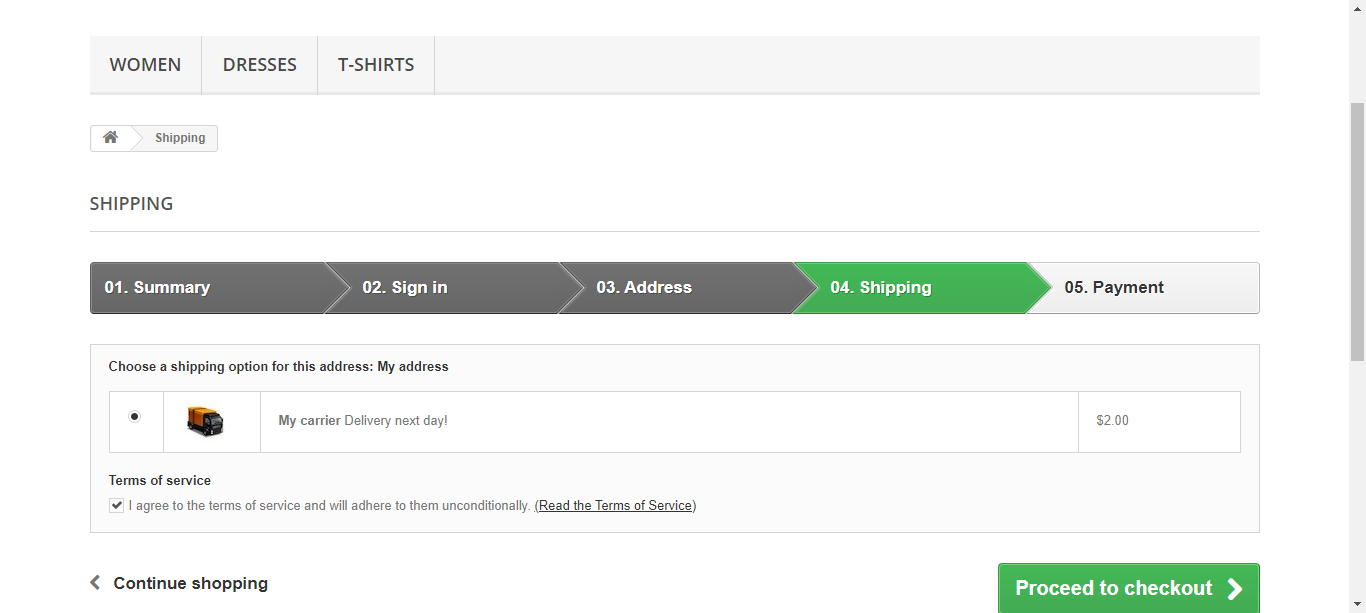 WOMEN DRESSES T-SHIRTS
Shipping
SHIPPING
01. Summary 02. Sign in 03. Address 04. Shipping 05. Payment
Choose a shipping option for this address: My address
My carrier Delivery next day! $2.00
Terms of service
I agree to the terms of service and will adhere to them unconditionally. (Read the Terms of Service)
Continue shopping Proceed to checkout